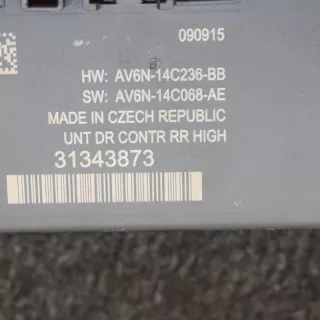 090915
HW: AV6N-14C236-BB
SW: AV6N-14C068-AE
MADE IN CZECH REPUBLIC
UNT DR CONTR RR HIGH
31343873